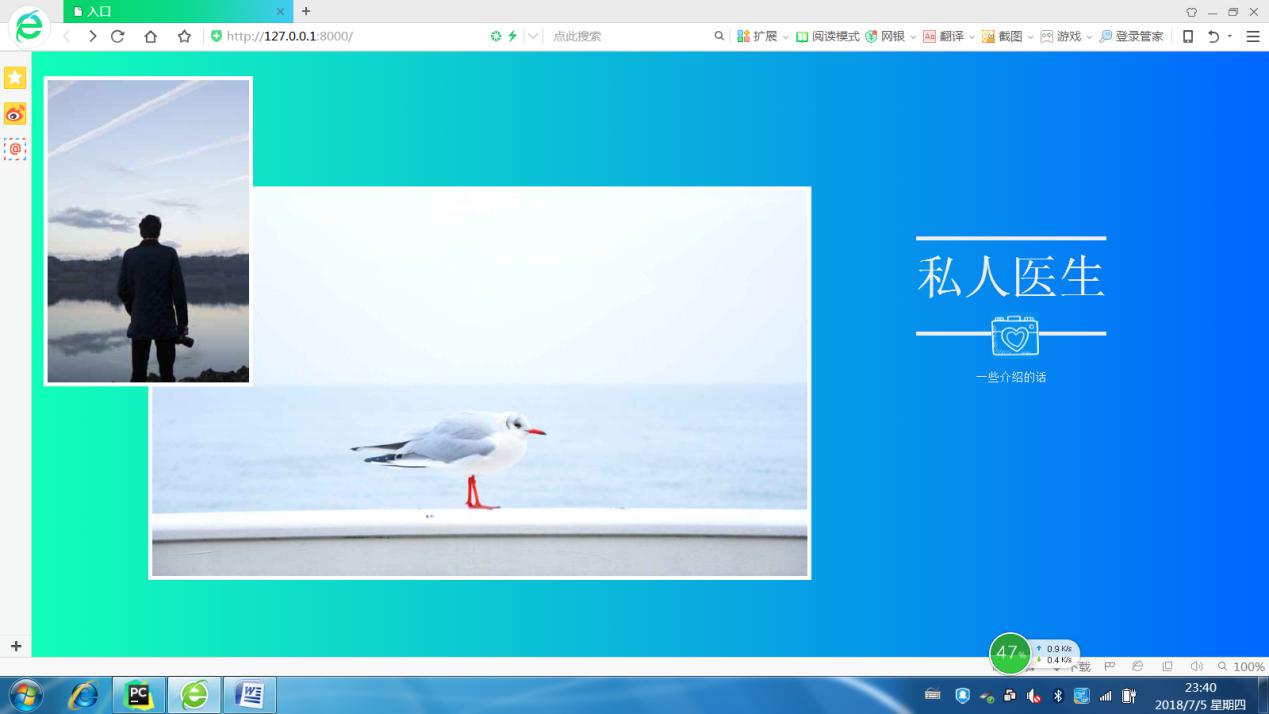 入口
http://127.0.0.1:8000/
点此搜索
扩展
阅读模式
网银
翻译
截图
游戏
登录管家
私人医生
一些介绍的话
47%
0.9 K/s
0.4 K/s
下载
100%
PC
23:40
2018/7/5 星期四